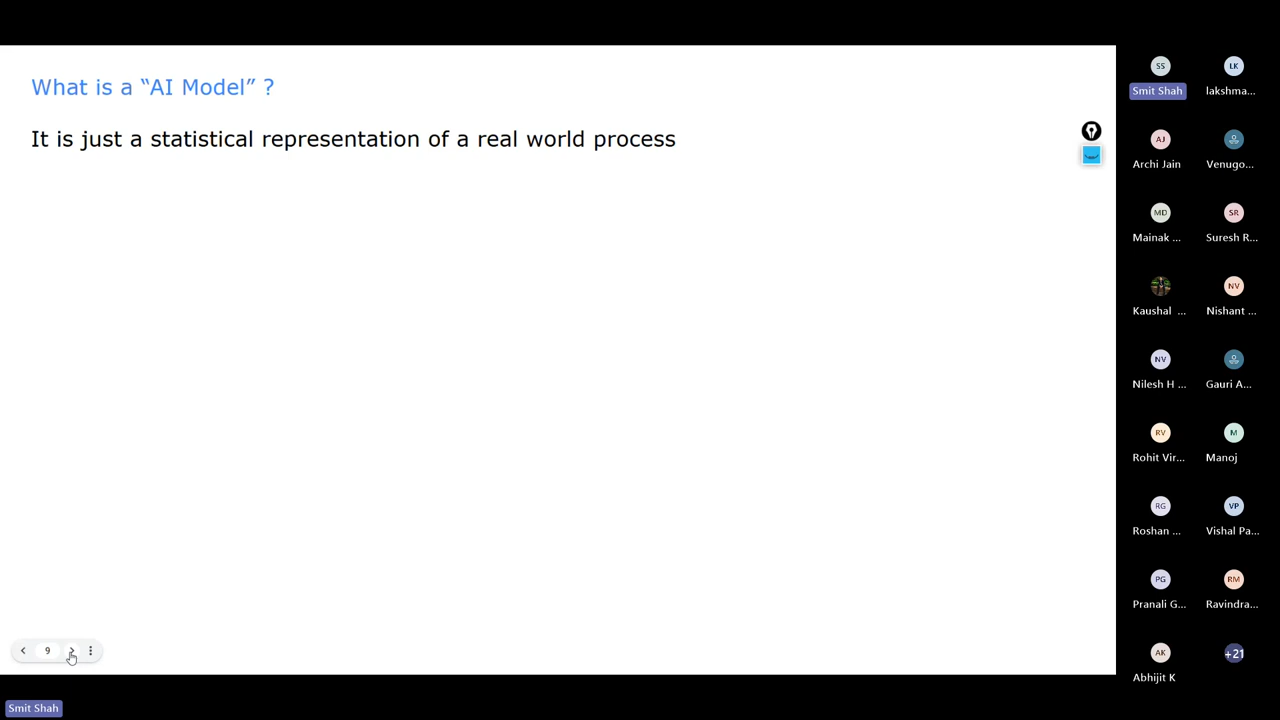 What is a “AI Model” ?
It is just a statistical representation of a real world process
9
Smit Shah
SS
LK
Smit Shah
lakshma...
AJ
Archi Jain
Venugo...
MD
SR
Mainak ...
Suresh R...
NV
Kaushal ...
Nishant ...
NV
Nilesh H ...
Gauri A...
RV
M
Rohit Vir...
Manoj
RG
VP
Roshan ...
Vishal Pa...
PG
RM
Pranali G...
Ravindra...
AK
+21
Abhijit K